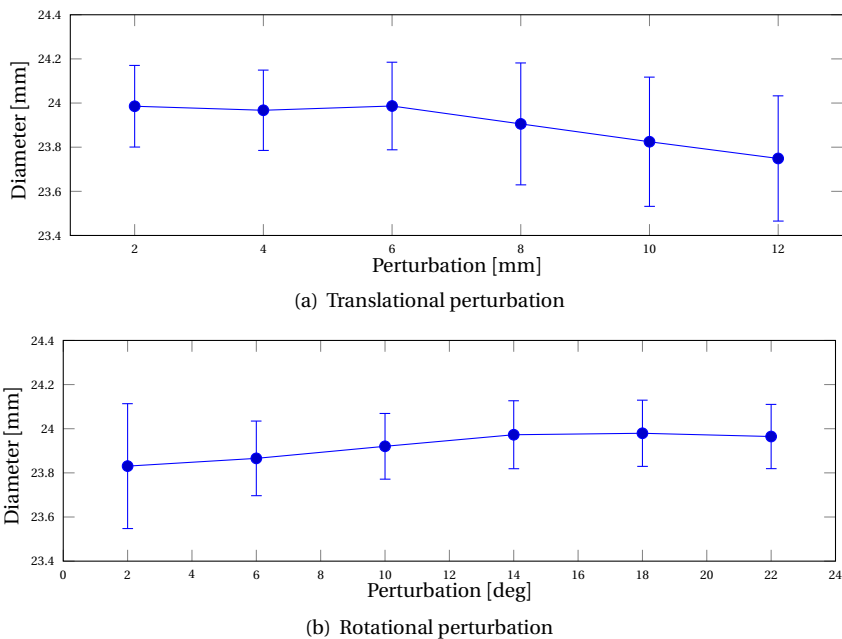 24.4
24.2
24
23.8
23.6
23.4
Diameter [mm]
2 4 6 8 10 12
Perturbation [mm]
(a) Translational perturbation
24.4
24.2
24
23.8
23.6
23.4
Diameter [mm]
0 2 4 6 8 10 12 14 16 18 20 22 24
Perturbation [deg]
(b) Rotational perturbation